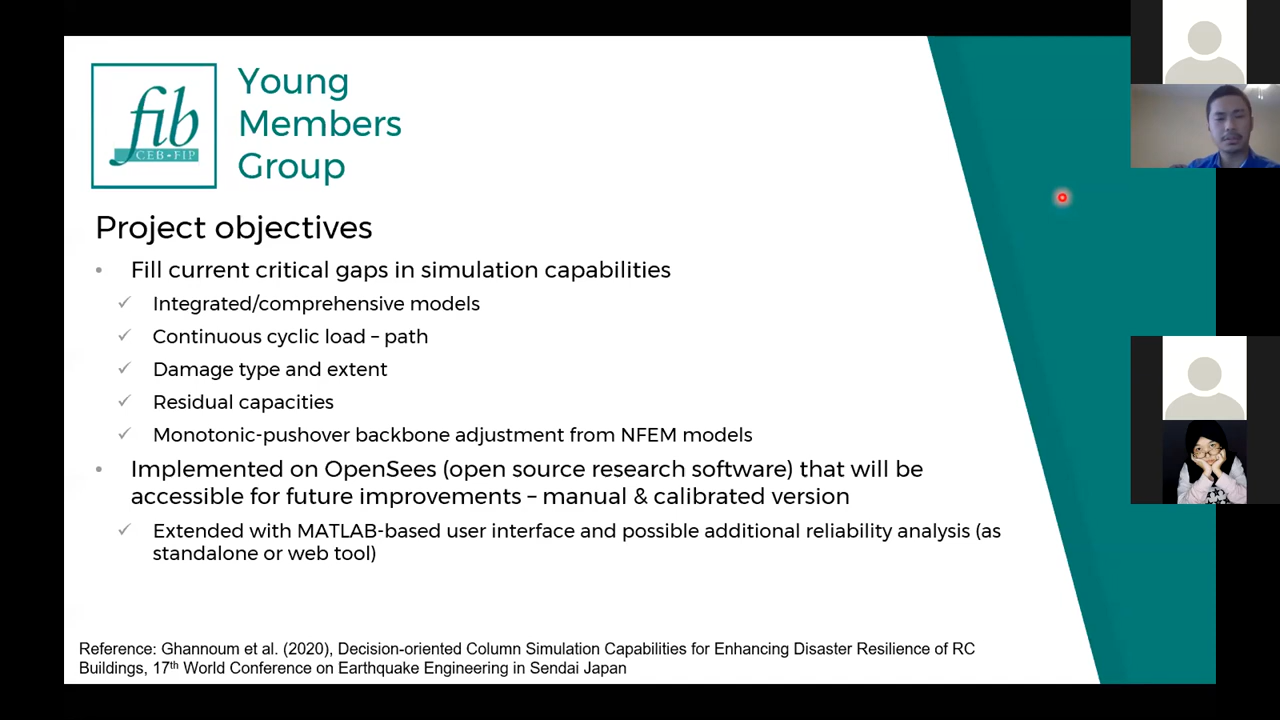 fib
CEB-FIP
Young
Members
Group
Project objectives
• Fill current critical gaps in simulation capabilities
✓ Integrated/comprehensive models
✓ Continuous cyclic load – path
✓ Damage type and extent
✓ Residual capacities
✓ Monotonic-pushover backbone adjustment from NFEM models
• Implemented on OpenSees (open source research software) that will be
accessible for future improvements – manual & calibrated version
✓ Extended with MATLAB-based user interface and possible additional reliability analysis (as
standalone or web tool)
Reference: Ghannoum et al. (2020), Decision-oriented Column Simulation Capabilities for Enhancing Disaster Resilience of RC
Buildings, 17th World Conference on Earthquake Engineering in Sendai Japan